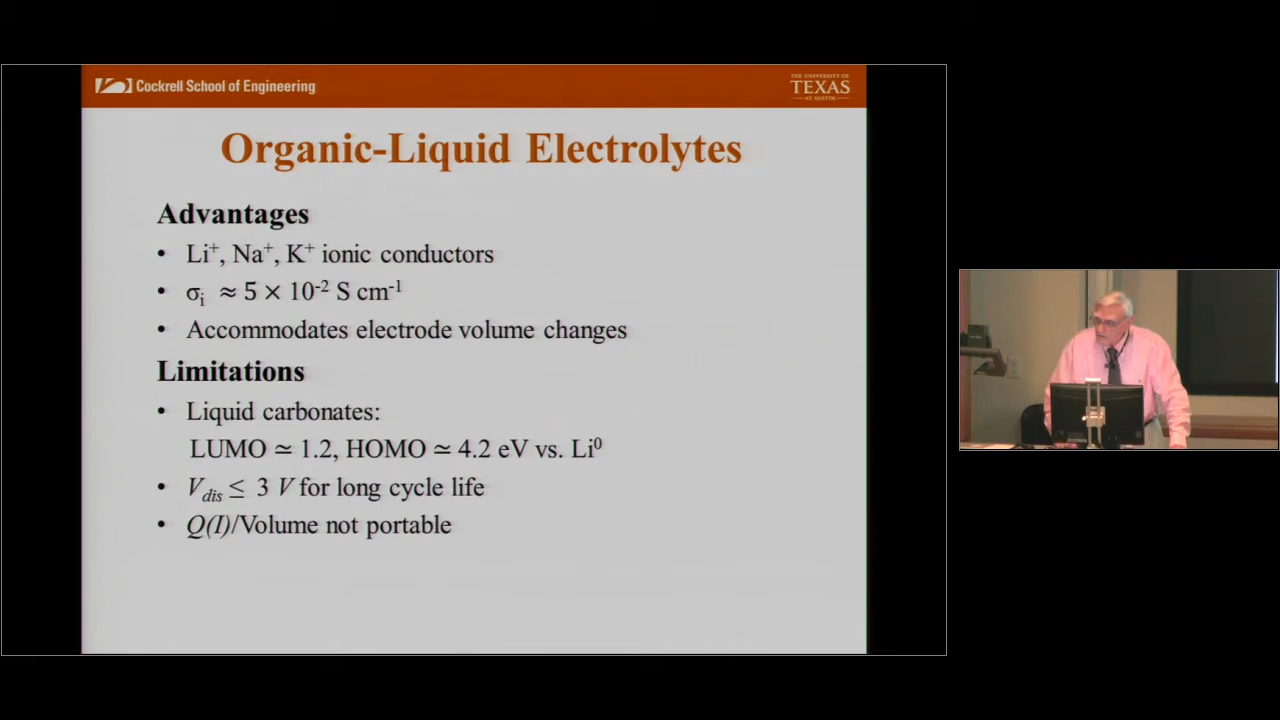 Cockrell School of Engineering
THE UNIVERSITY OF
TEXAS
AT AUSTIN
Organic-Liquid Electrolytes
Advantages
• Li⁺, Na⁺, K⁺ ionic conductors
• σᵢ ≈ 5 × 10⁻² S cm⁻¹
• Accommodates electrode volume changes
Limitations
• Liquid carbonates:
LUMO ≃ 1.2, HOMO ≃ 4.2 eV vs. Li⁰
• V_dis ≤ 3 V for long cycle life
• Q(I)/Volume not portable